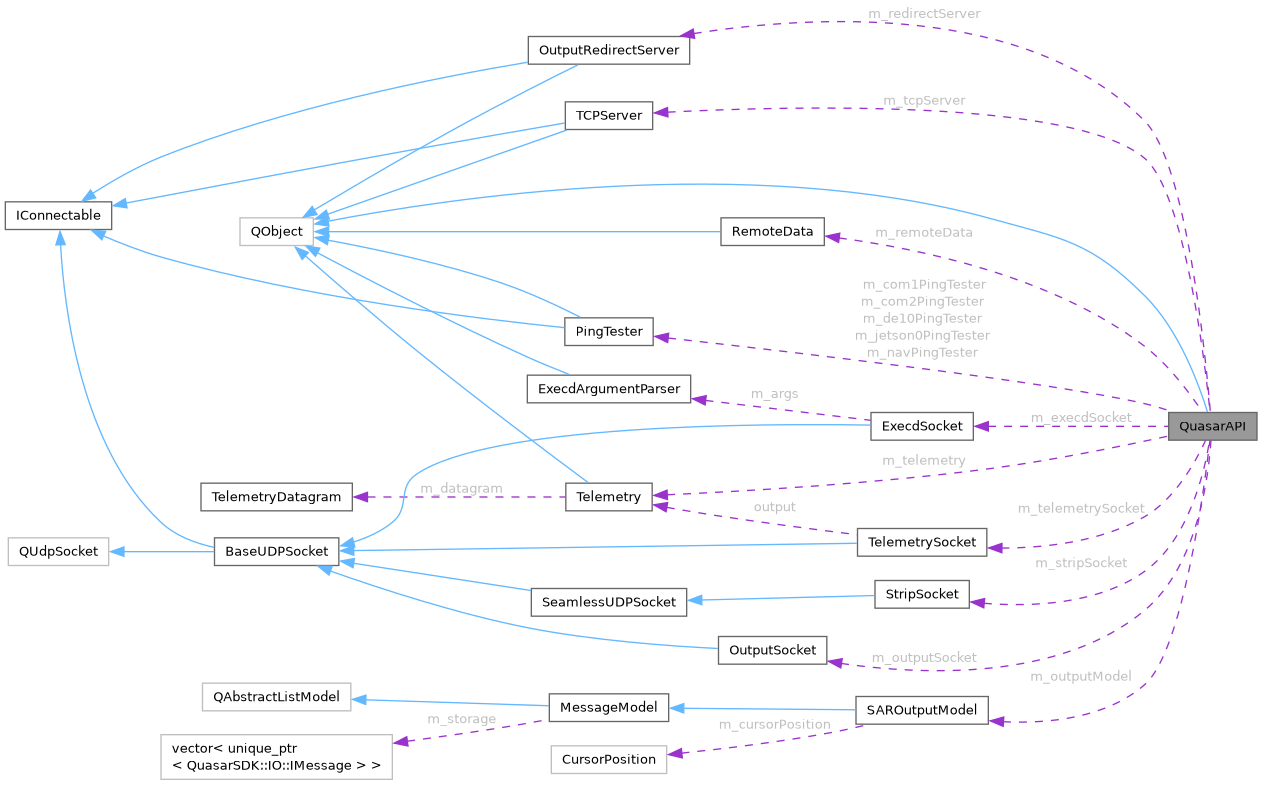 m_redirectServer
OutputRedirectServer
m_tcpServer
TCPServer
IConnectable
QObject
RemoteData
m_remoteData
m_com1PingTester
m_com2PingTester
m_de10PingTester
m_jetson0PingTester
m_navPingTester
PingTester
ExecdArgumentParser
m_args
ExecdSocket
m_execdSocket
QuasarAPI
m_telemetry
TelemetryDatagram
m_datagram
Telemetry
output
m_telemetrySocket
QUdpSocket
BaseUDPSocket
TelemetrySocket
m_stripSocket
SeamlessUDPSocket
StripSocket
OutputSocket
m_outputSocket
m_outputModel
QAbstractListModel
MessageModel
SAROutputModel
m_storage
m_cursorPosition
vector< unique_ptr
< QuasarSDK::IO::IMessage > >
CursorPosition